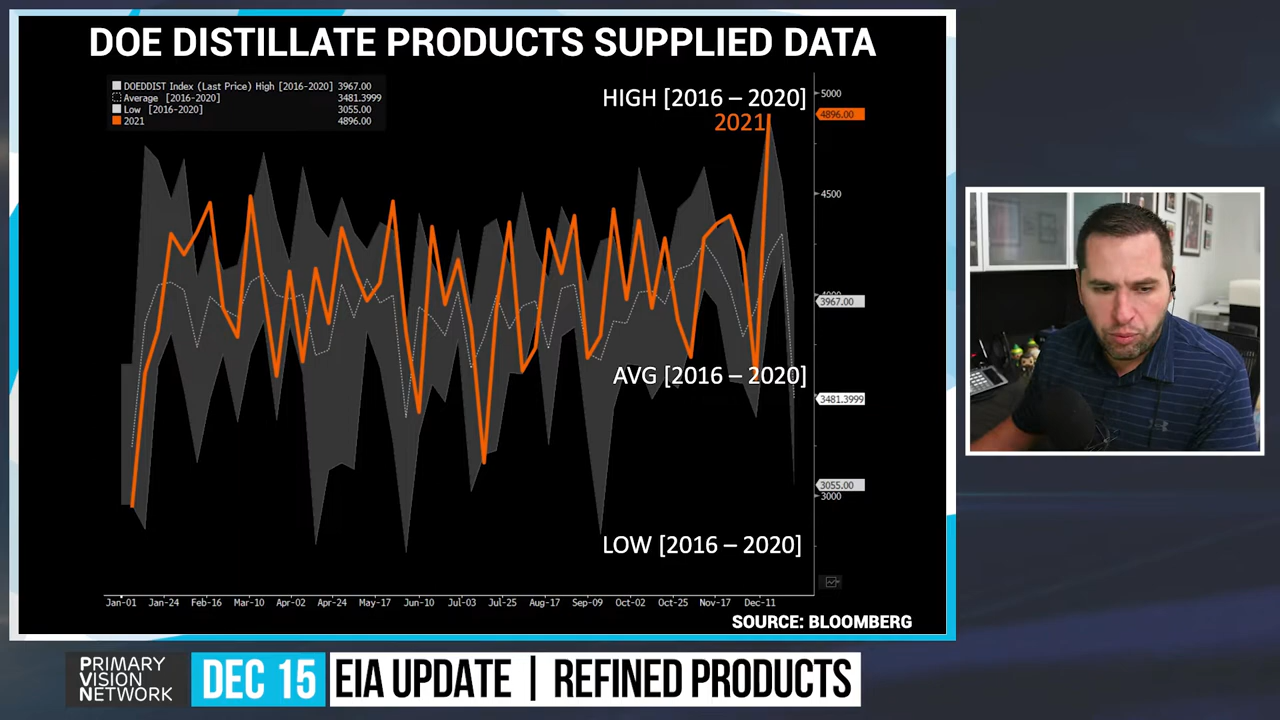 DOE DISTILLATE PRODUCTS SUPPLIED DATA
DOEDDIST Index (Last Price) High [2016-2020] 3967.00
Average [2016-2020] 3481.3999
Low [2016-2020] 3055.00
2021 4896.00
HIGH [2016 – 2020]
2021
AVG [2016 – 2020]
LOW [2016 – 2020]
5000
4896.00
4500
4000
3967.00
3481.3999
3055.00
3000
Jan-01 Jan-24 Feb-16 Mar-10 Apr-02 Apr-24 May-17 Jun-10 Jul-03 Jul-25 Aug-17 Sep-09 Oct-02 Oct-25 Nov-17 Dec-11
SOURCE: BLOOMBERG
PRIMARY
VISION
NETWORK
DEC 15
EIA UPDATE | REFINED PRODUCTS